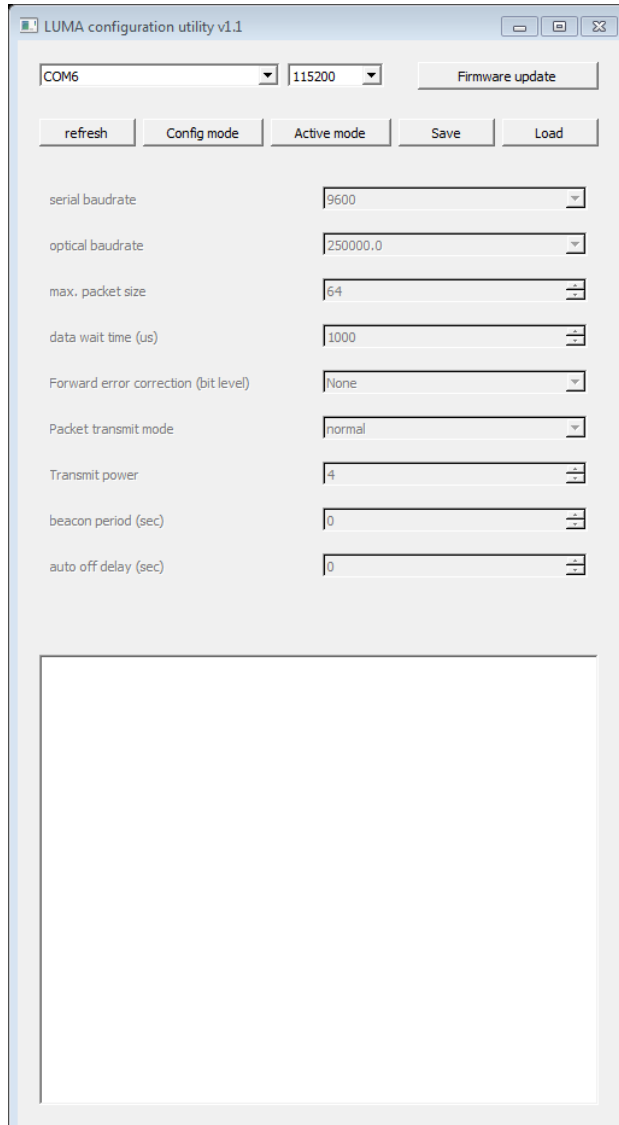 LUMA configuration utility v1.1
COM6 115200 Firmware update
refresh Config mode Active mode Save Load
serial baudrate 9600
optical baudrate 250000.0
max. packet size 64
data wait time (us) 1000
Forward error correction (bit level) None
Packet transmit mode normal
Transmit power 4
beacon period (sec) 0
auto off delay (sec) 0